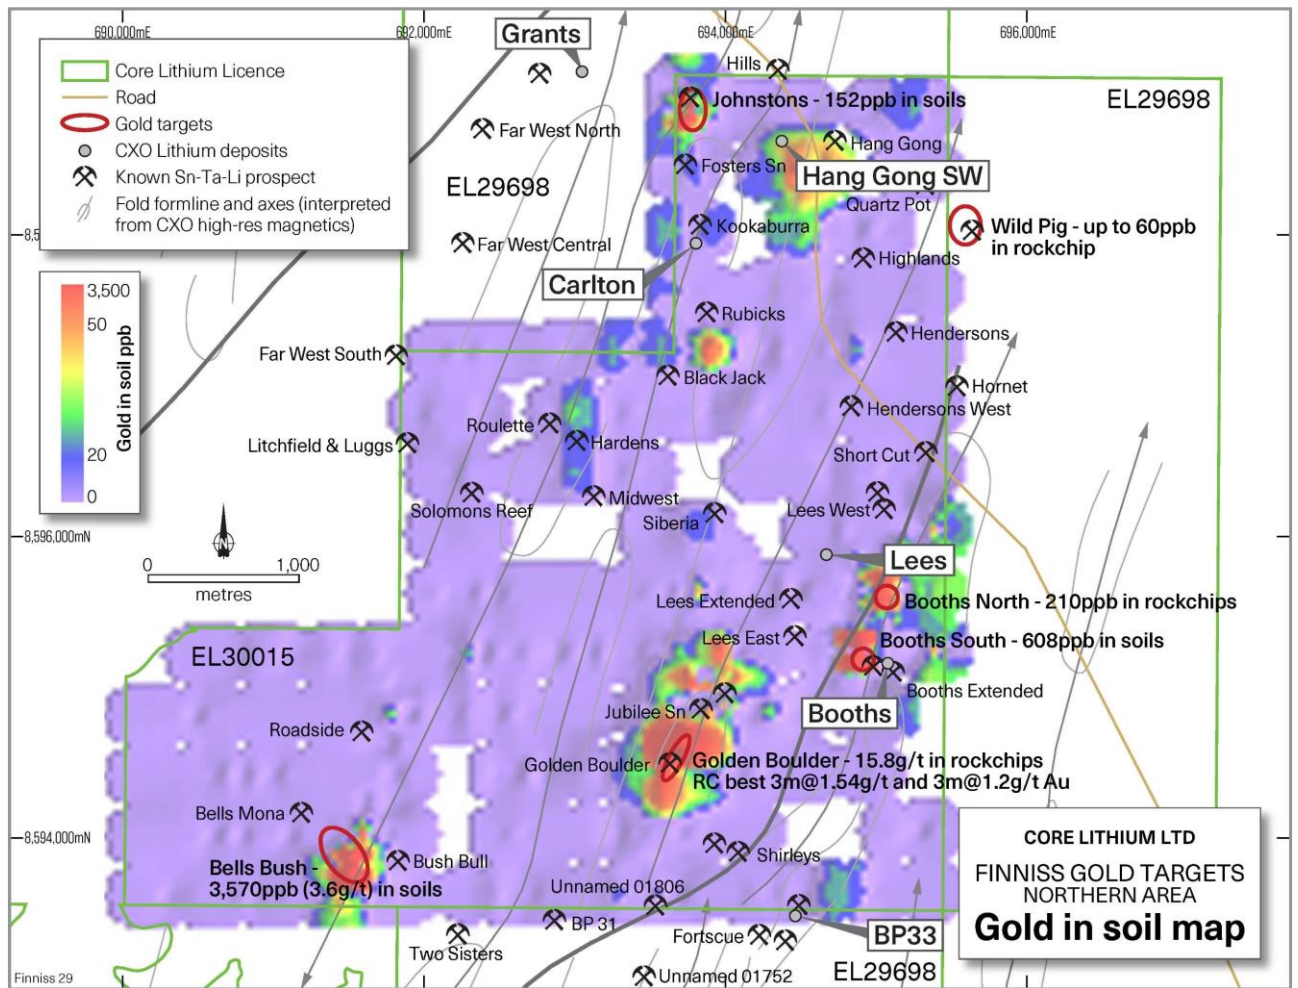 690,000mE
692,000mE
694,000mE
696,000mE
Grants
Hills
Core Lithium Licence
Road
Gold targets
CXO Lithium deposits
Known Sn-Ta-Li prospect
Fold formline and axes (interpreted
from CXO high-res magnetics)
EL29698
Johnstons - 152ppb in soils
Far West North
Hang Gong
Fosters Sn
Hang Gong SW
EL29698
Quartz Pot
Kookaburra
Wild Pig - up to 60ppb
in rockchip
8,5
Far West Central
Highlands
Carlton
3,500
50
20
0
Gold in soil ppb
Rubicks
Hendersons
Far West South
Black Jack
Hornet
Hendersons West
Roulette
Hardens
Litchfield & Luggs
Short Cut
Midwest
Solomons Reef
Siberia
Lees West
8,596,000mN
N
0
1,000
metres
Lees
Lees Extended
Booths North - 210ppb in rockchips
Lees East
Booths South - 608ppb in soils
EL30015
Booths Extended
Jubilee Sn
Booths
Roadside
Golden Boulder
Golden Boulder - 15.8g/t in rockchips
RC best 3m@1.54g/t and 3m@1.2g/t Au
Bells Mona
8,594,000mN
Shirleys
Bush Bull
Bells Bush -
3,570ppb (3.6g/t) in soils
Unnamed 01806
BP 31
Two Sisters
Fortscue
BP33
Unnamed 01752
EL29698
CORE LITHIUM LTD
FINNISS GOLD TARGETS
NORTHERN AREA
Gold in soil map
Finniss 29